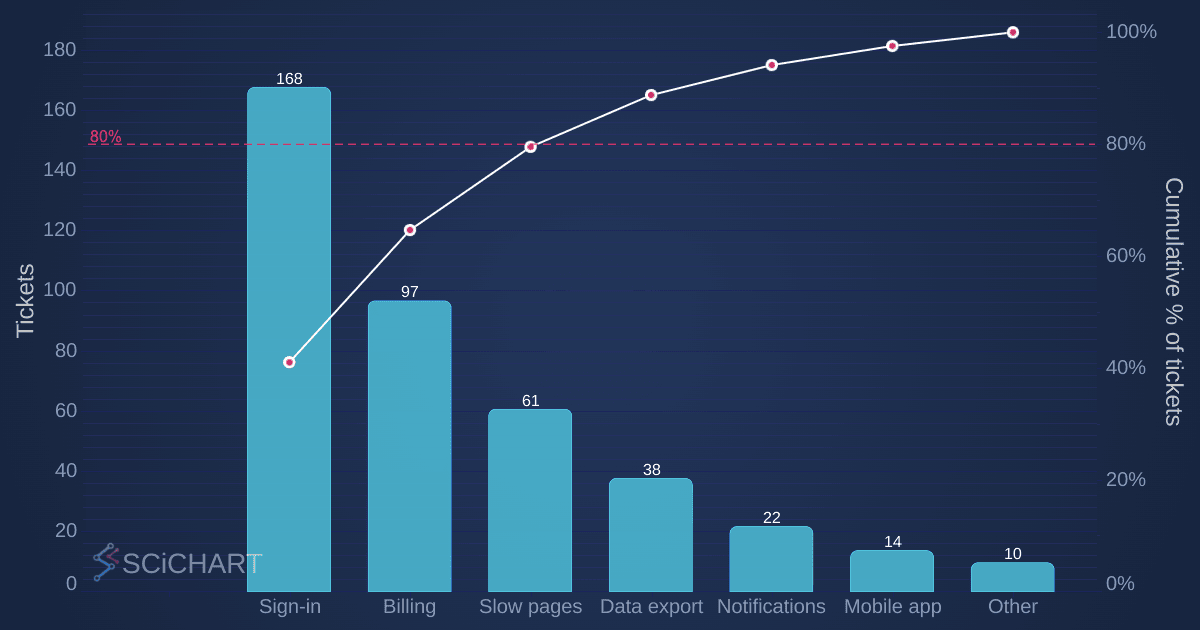 180
160
140
120
100
80
60
40
20
0
Tickets
80%
168
97
61
38
22
14
10
100%
80%
60%
40%
20%
0%
Cumulative % of tickets
SCiCHART
Sign-in
Billing
Slow pages
Data export
Notifications
Mobile app
Other